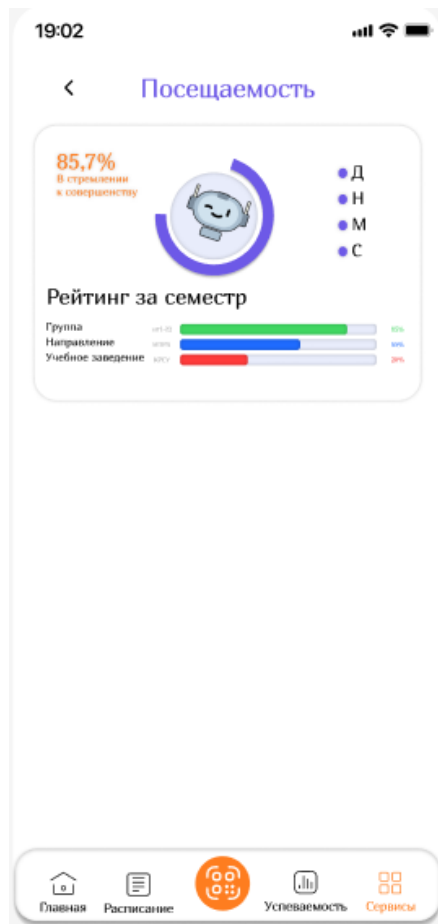 19:02
Посещаемость
85,7%
В стремлении
к совершенству
Д
Н
М
С
Рейтинг за семестр
Группа
Направление
Учебное заведение
Главная
Расписание
Успеваемость
Сервисы